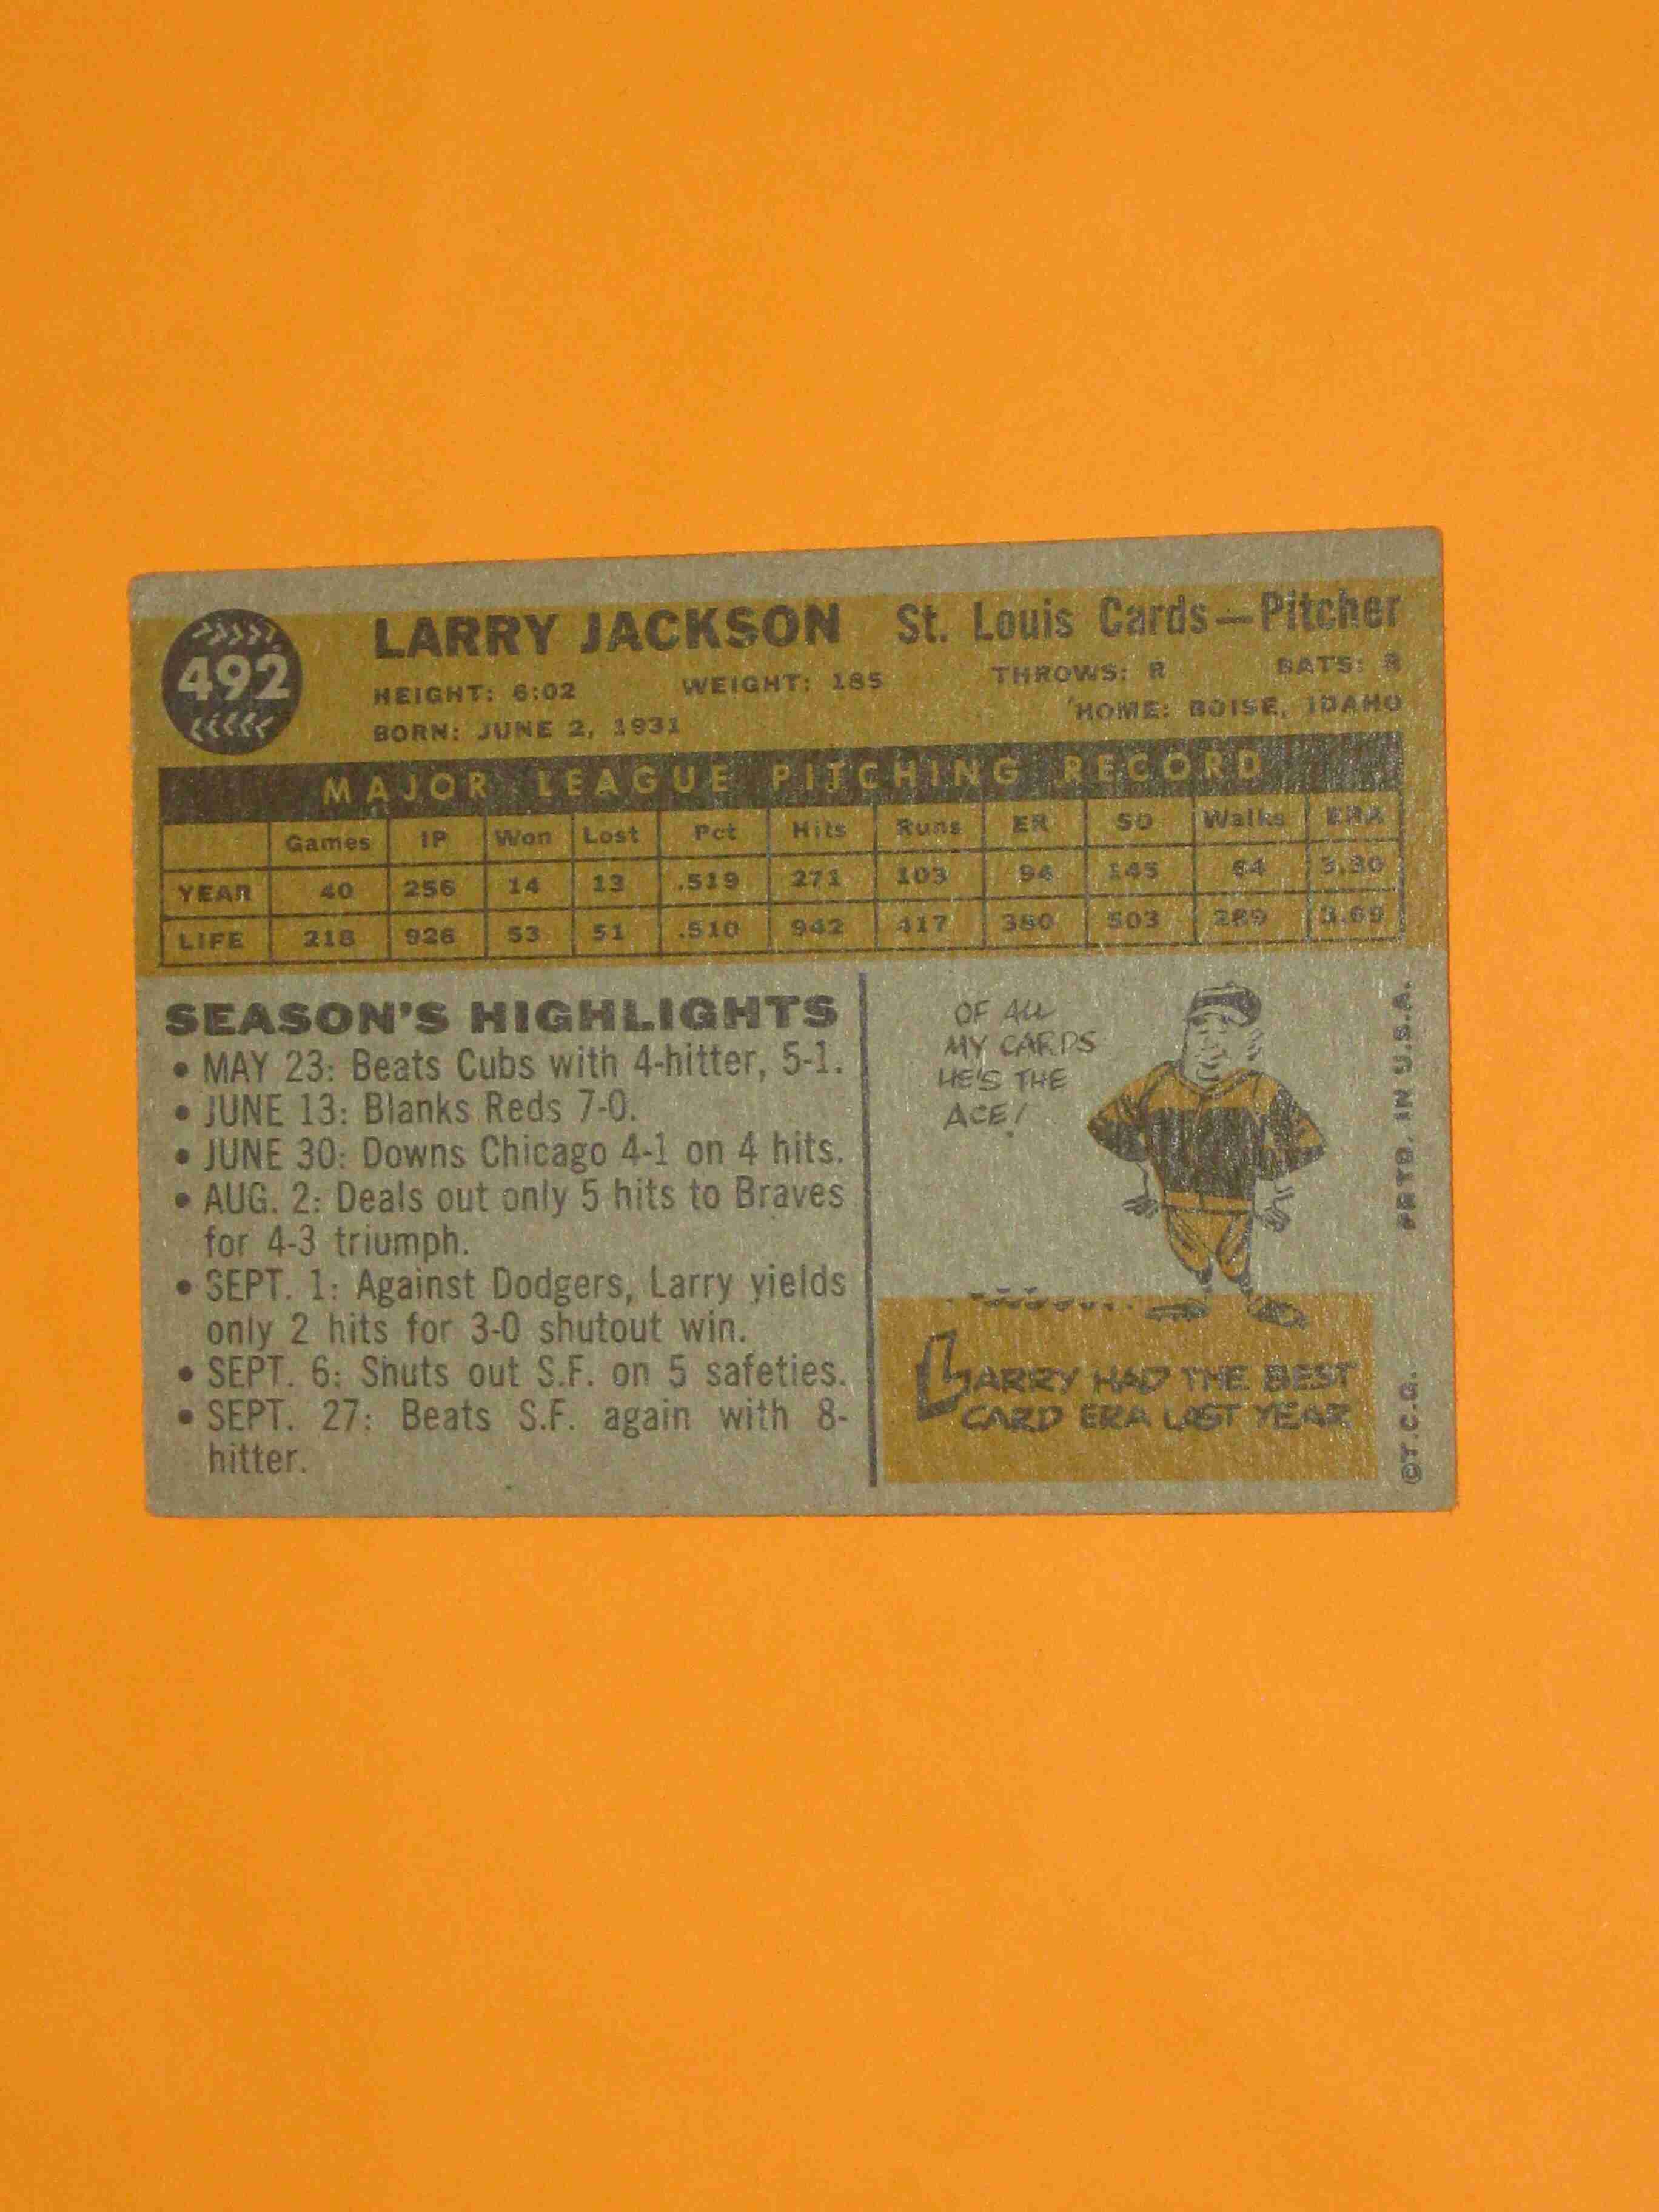 492
LARRY JACKSON St. Louis Cards—Pitcher
HEIGHT: 6:02 WEIGHT: 185 THROWS: R BATS: R
BORN: JUNE 2, 1931 HOME: BOISE, IDAHO
MAJOR LEAGUE PITCHING RECORD
Games IP Won Lost Pct Hits Runs ER SO Walks ERA
YEAR 40 256 14 13 .519 271 103 94 145 64 3.30
LIFE 218 926 53 51 .510 942 417 380 503 289 3.69
SEASON'S HIGHLIGHTS
• MAY 23: Beats Cubs with 4-hitter, 5-1.
• JUNE 13: Blanks Reds 7-0.
• JUNE 30: Downs Chicago 4-1 on 4 hits.
• AUG. 2: Deals out only 5 hits to Braves
for 4-3 triumph.
• SEPT. 1: Against Dodgers, Larry yields
only 2 hits for 3-0 shutout win.
• SEPT. 6: Shuts out S.F. on 5 safeties.
• SEPT. 27: Beats S.F. again with 8-
hitter.
OF ALL
MY CARDS
HE'S THE
ACE!
LARRY HAD THE BEST
CARD ERA LAST YEAR
©T.C.G. PRTD. IN U.S.A.